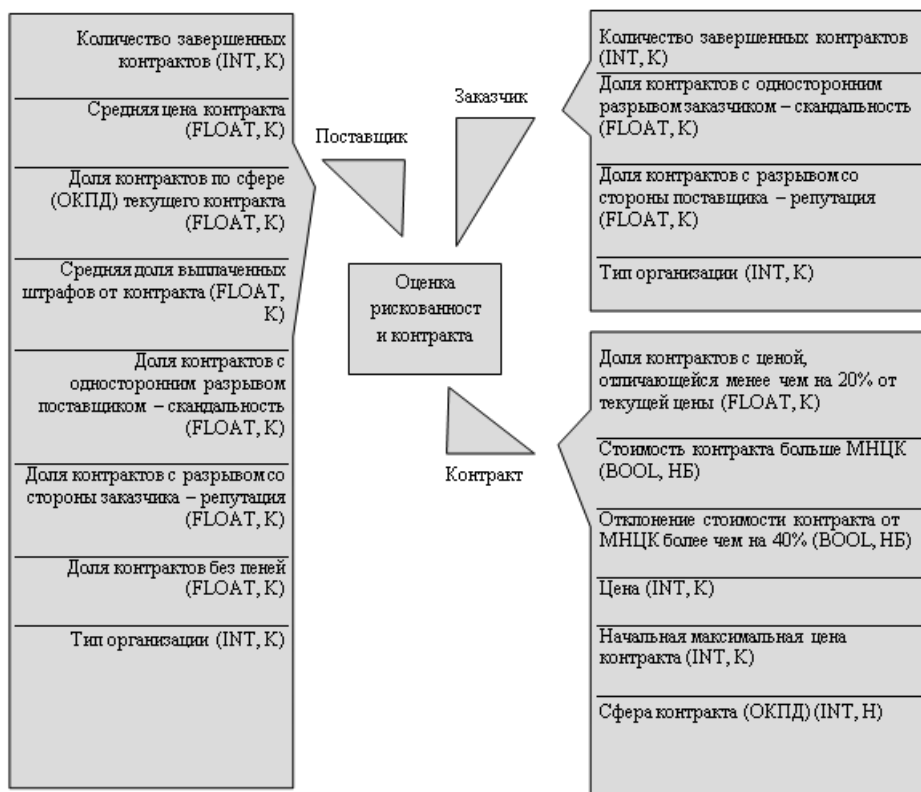 Количество завершенных
контрактов (INT, К)
Средняя цена контракта
(FLOAT, К)
Доля контрактов по сфере
(ОКПД) текущего контракта
(FLOAT, К)
Средняя доля выплаченных
штрафов от контракта (FLOAT,
К)
Доля контрактов с
односторонним разрывом
поставщиком – скандальность
(FLOAT, К)
Доля контрактов с разрывом со
стороны заказчика – репутация
(FLOAT, К)
Доля контрактов без пеней
(FLOAT, К)
Тип организации (INT, К)
Поставщик
Заказчик
Оценка
рискованност
и контракта
Контракт
Количество завершенных контрактов
(INT, К)
Доля контрактов с односторонним
разрывом заказчиком – скандальность
(FLOAT, К)
Доля контрактов с разрывом со
стороны поставщика – репутация
(FLOAT, К)
Тип организации (INT, К)
Доля контрактов с ценой,
отличающейся менее чем на 20% от
текущей цены (FLOAT, К)
Стоимость контракта больше МНЦК
(BOOL, НБ)
Отклонение стоимости контракта от
МНЦК более чем на 40% (BOOL, НБ)
Цена (INT, К)
Начальная максимальная цена
контракта (INT, К)
Сфера контракта (ОКПД) (INT, Н)